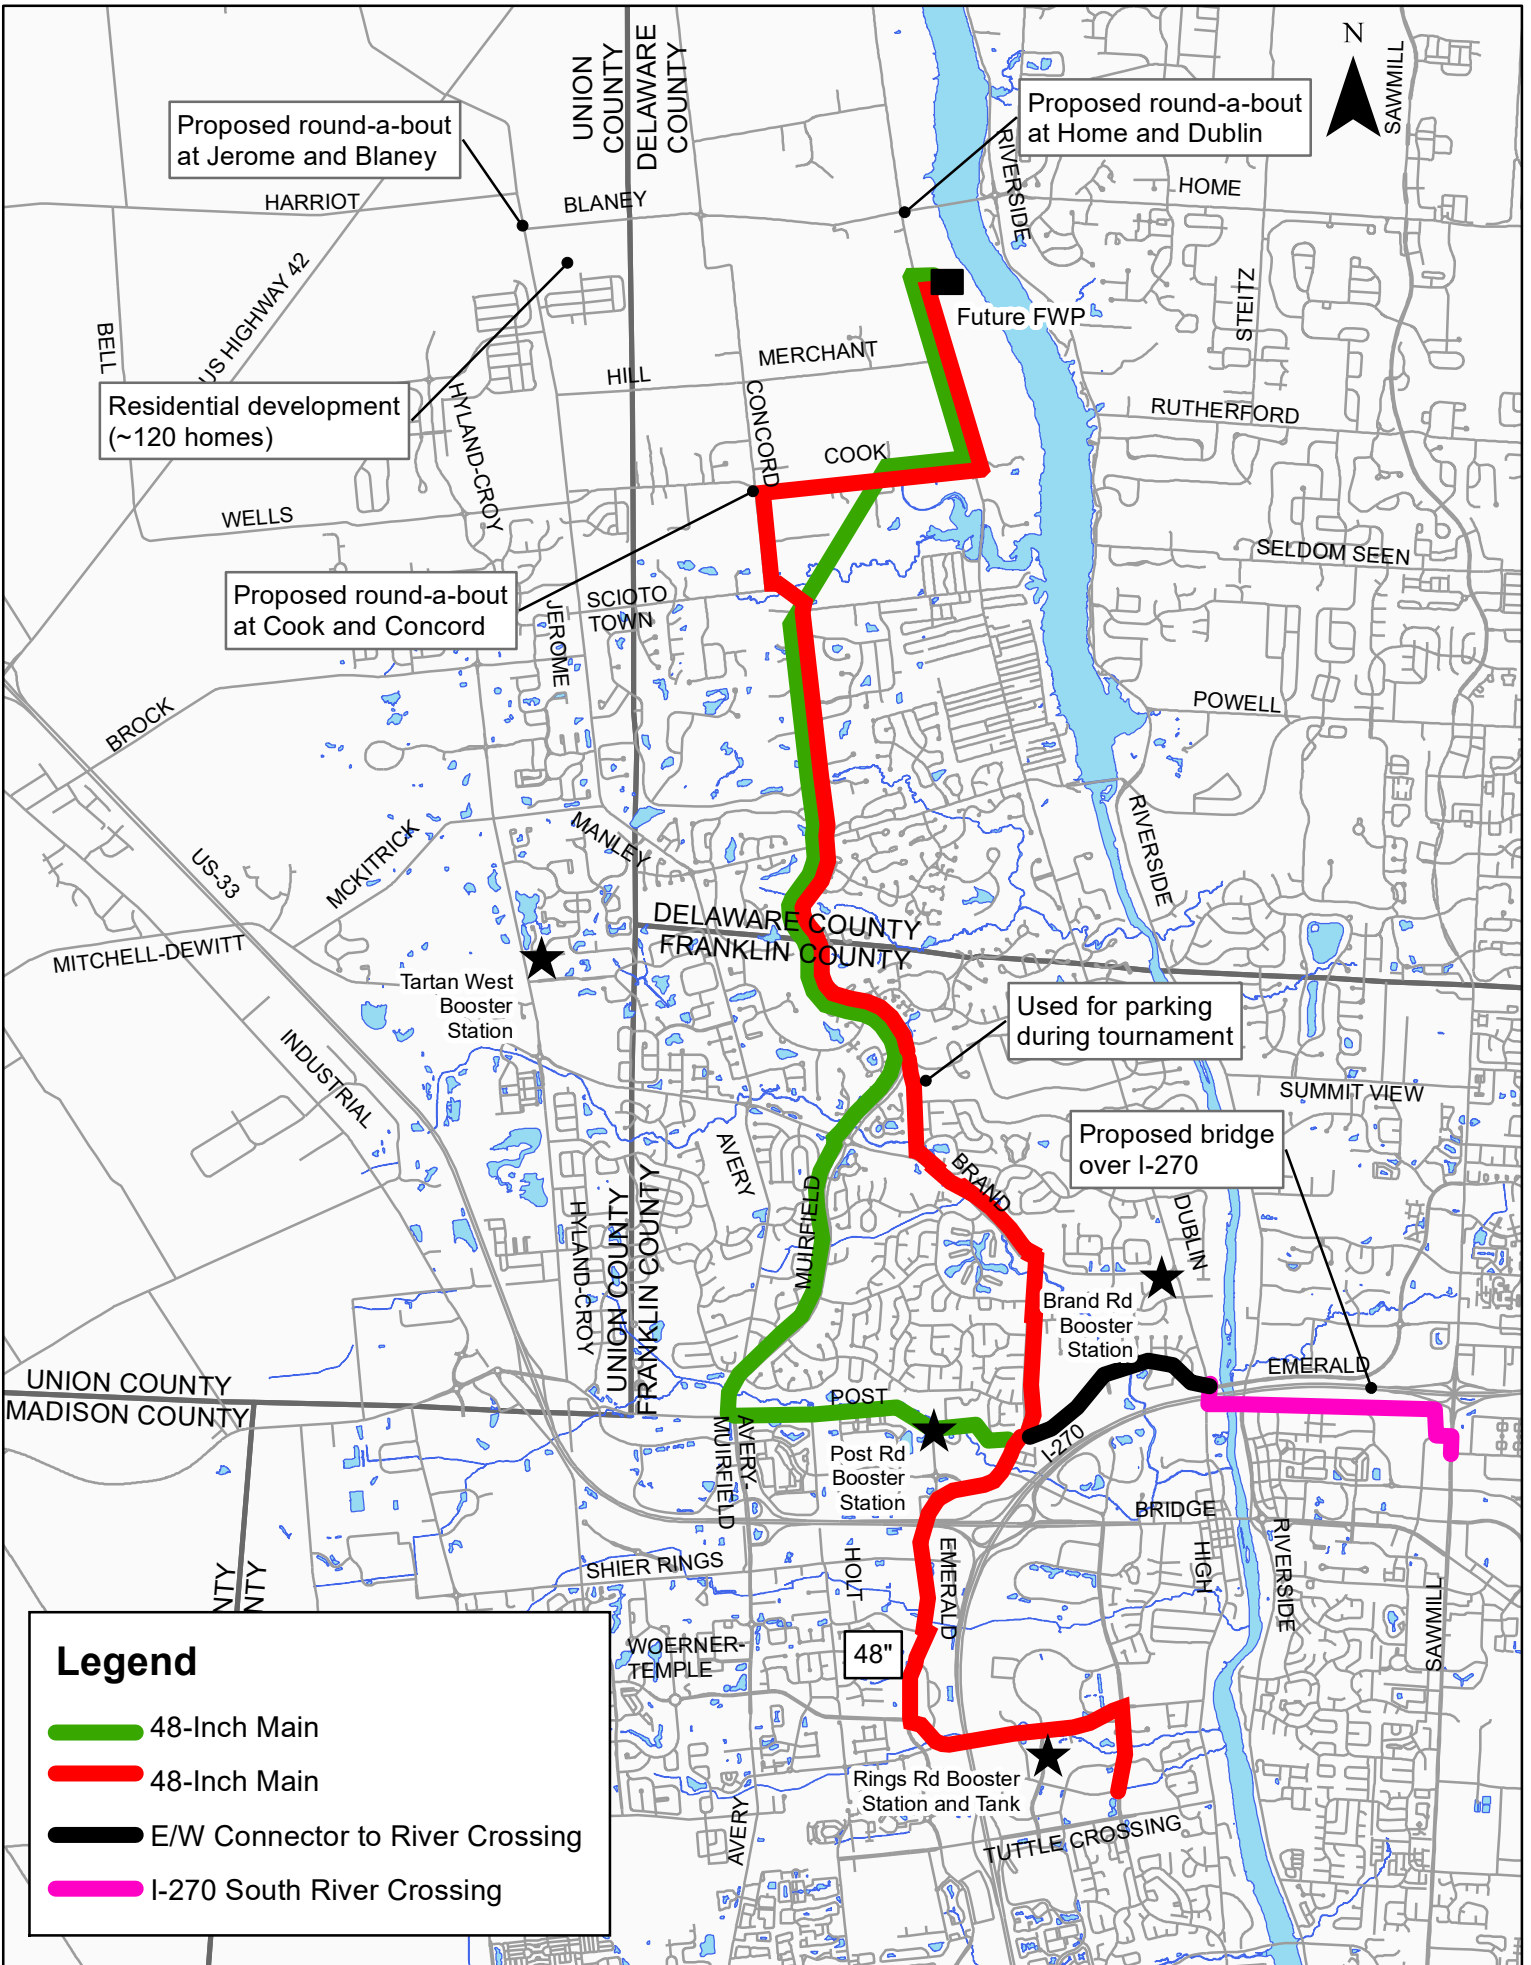 N
SAWMILL
UNION
COUNTY
DELAWARE
COUNTY
Proposed round-a-bout
at Jerome and Blaney
Proposed round-a-bout
at Home and Dublin
RIVERSIDE
HOME
HARRIOT
BLANEY
US HIGHWAY 42
BELL
STEITZ
Future FWP
MERCHANT
HILL
CONCORD
Residential development
(~120 homes)
HYLAND-CROY
RUTHERFORD
COOK
WELLS
SELDOM SEEN
Proposed round-a-bout
at Cook and Concord
SCIOTO
TOWN
JEROME
BROCK
POWELL
RIVERSIDE
MANLEY
MCKITRICK
US-33
DELAWARE COUNTY
FRANKLIN COUNTY
MITCHELL-DEWITT
Tartan West
Booster
Station
INDUSTRIAL
Used for parking
during tournament
SUMMIT VIEW
Proposed bridge
over I-270
AVERY
BRAND
MUIRFIELD
DUBLIN
HYLAND-CROY
UNION COUNTY
FRANKLIN COUNTY
Brand Rd
Booster
Station
EMERALD
UNION COUNTY
MADISON COUNTY
POST
AVERY-
MUIRFIELD
I-270
Post Rd
Booster
Station
BRIDGE
HIGH
RIVERSIDE
SHIER RINGS
HOLT
EMERALD
SAWMILL
NTY
NTY
WOERNER-
TEMPLE
48"
Rings Rd Booster
Station and Tank
AVERY
TUTTLE CROSSING
Legend
48-Inch Main
48-Inch Main
E/W Connector to River Crossing
I-270 South River Crossing